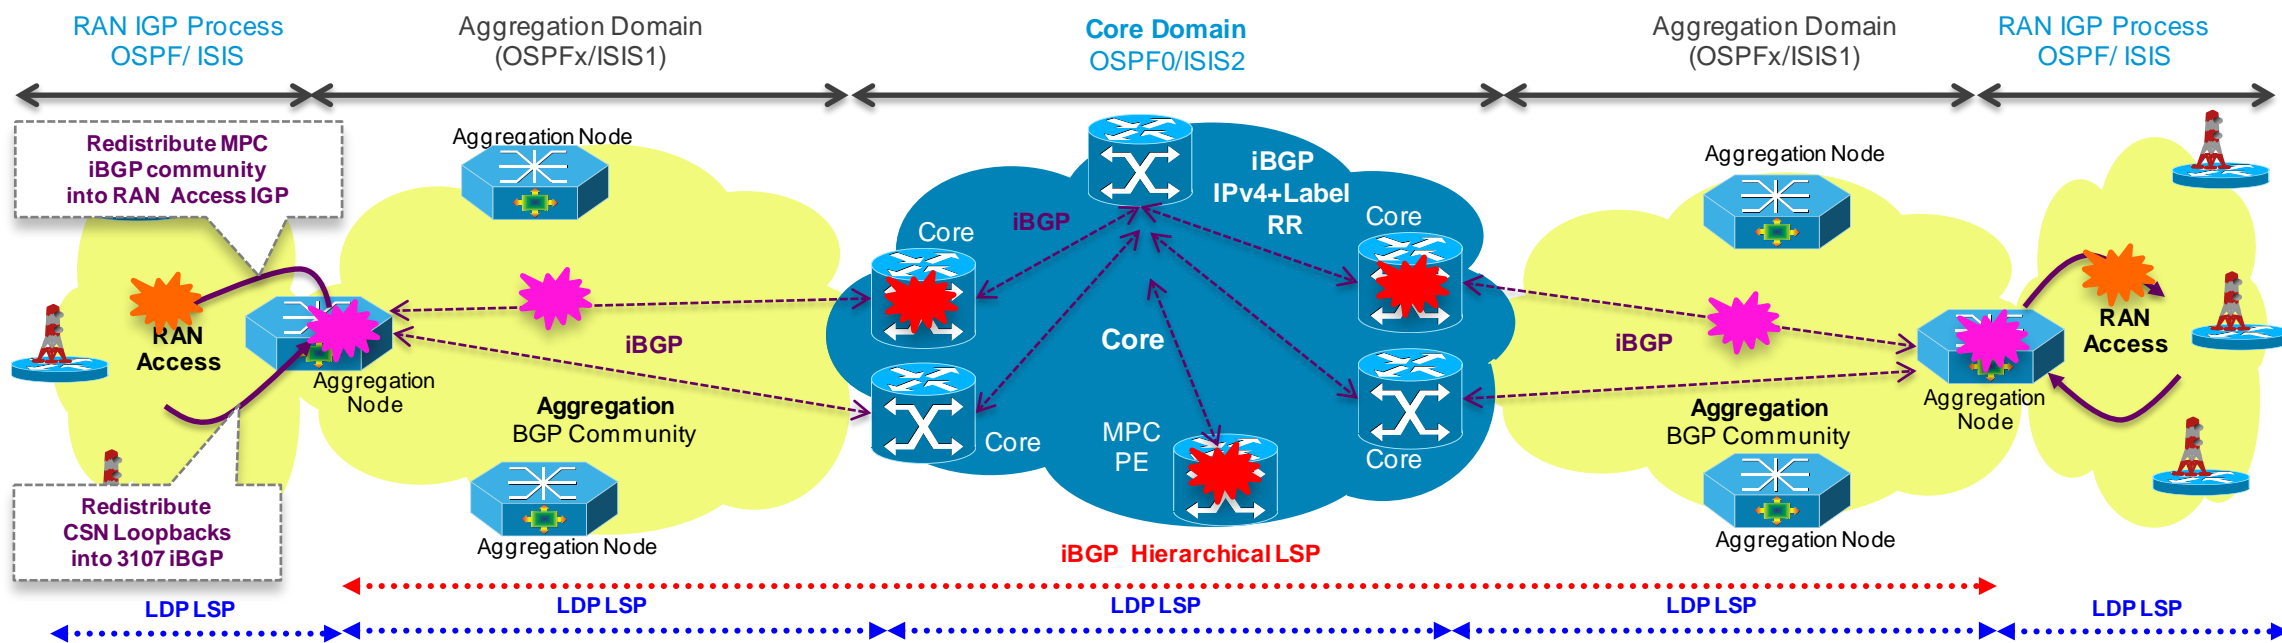 RAN IGP Process
OSPF/ ISIS
Aggregation Domain
(OSPFx/ISIS1)
Core Domain
OSPF0/ISIS2
Aggregation Domain
(OSPFx/ISIS1)
RAN IGP Process
OSPF/ ISIS
Redistribute MPC
iBGP community
into RAN Access IGP
Aggregation Node
iBGP
IPv4+Label
RR
Aggregation Node
Core
iBGP
Core
RAN
Access
iBGP
Aggregation
Node
Core
iBGP
RAN
Access
Aggregation
Node
Aggregation
BGP Community
Core
MPC
PE
Core
Aggregation
BGP Community
Redistribute
CSN Loopbacks
into 3107 iBGP
Aggregation Node
Aggregation Node
iBGP Hierarchical LSP
LDP LSP
LDP LSP
LDP LSP
LDP LSP
LDP LSP